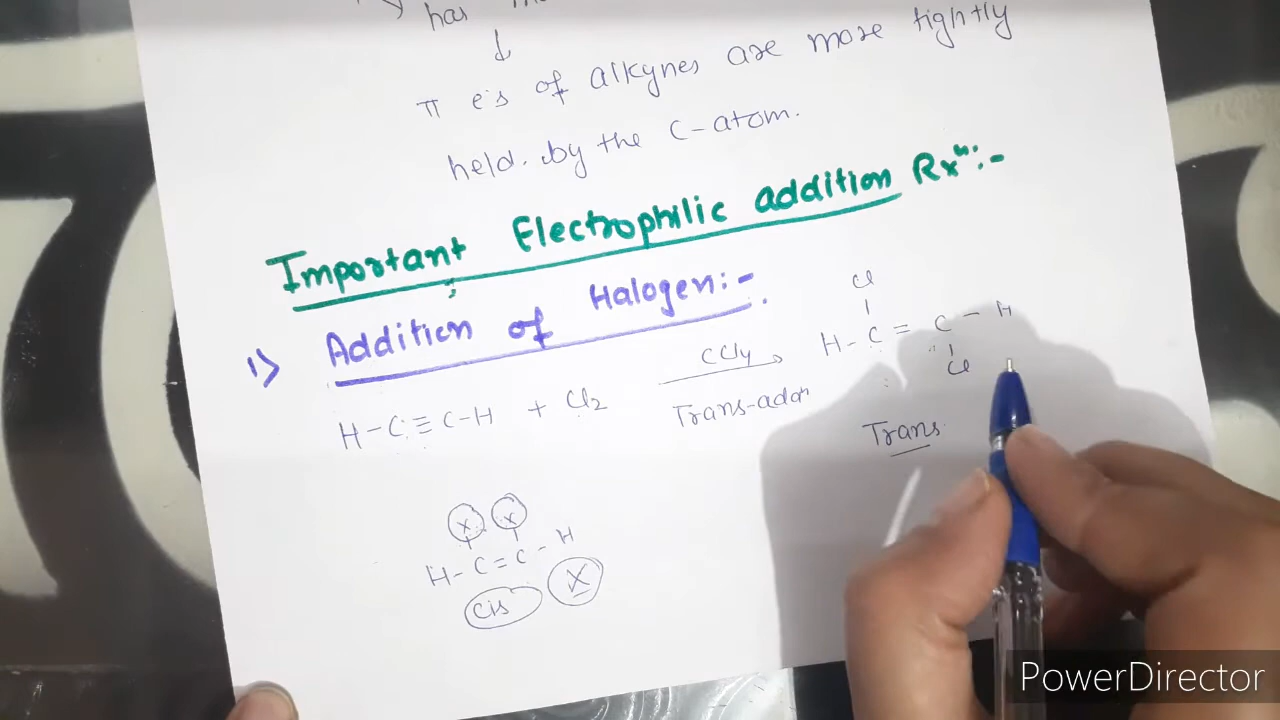 has
↓
π e's of alkynes are more tightly
held by the C-atom.
Important Electrophilic addition Rxⁿ:-
1) Addition of Halogen:-
H-C≡C-H + Cl2 CCl4 → Trans-addn
Cl
H-C=C-H
Cl
Trans
X X
H-C=C-H
cis X
PowerDirector